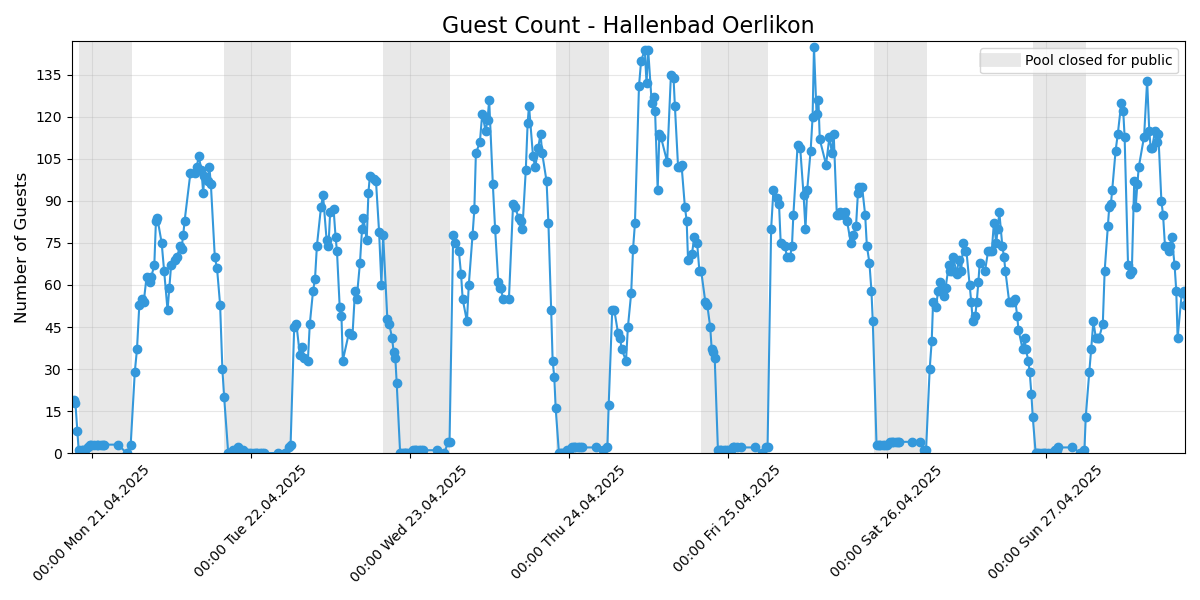 Guest Count - Hallenbad Oerlikon
Pool closed for public
Number of Guests
135
120
105
90
75
60
45
30
15
0
00:00 Mon 21.04.2025
00:00 Tue 22.04.2025
00:00 Wed 23.04.2025
00:00 Thu 24.04.2025
00:00 Fri 25.04.2025
00:00 Sat 26.04.2025
00:00 Sun 27.04.2025